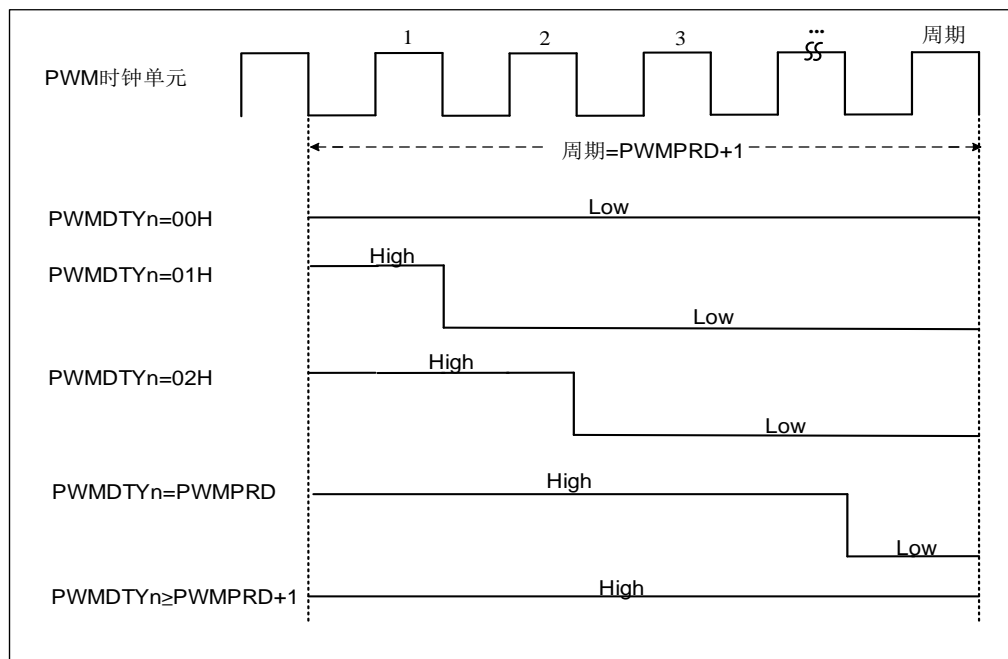 1 2 3 ... 周期
PWM时钟单元
周期=PWMPRD+1
PWMDTYn=00H Low
PWMDTYn=01H High Low
PWMDTYn=02H High Low
PWMDTYn=PWMPRD High Low
PWMDTYn≥PWMPRD+1 High